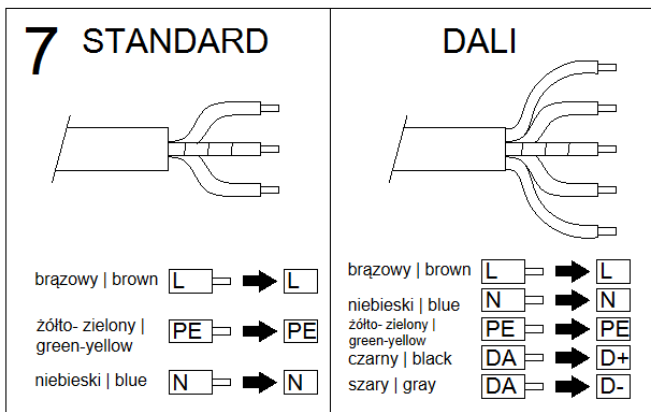 7 STANDARD
brązowy | brown L L
żółto- zielony |
green-yellow PE PE
niebieski | blue N N
DALI
brązowy | brown L L
niebieski | blue N N
żółto- zielony |
green-yellow PE PE
czarny | black DA D+
szary | gray DA D-